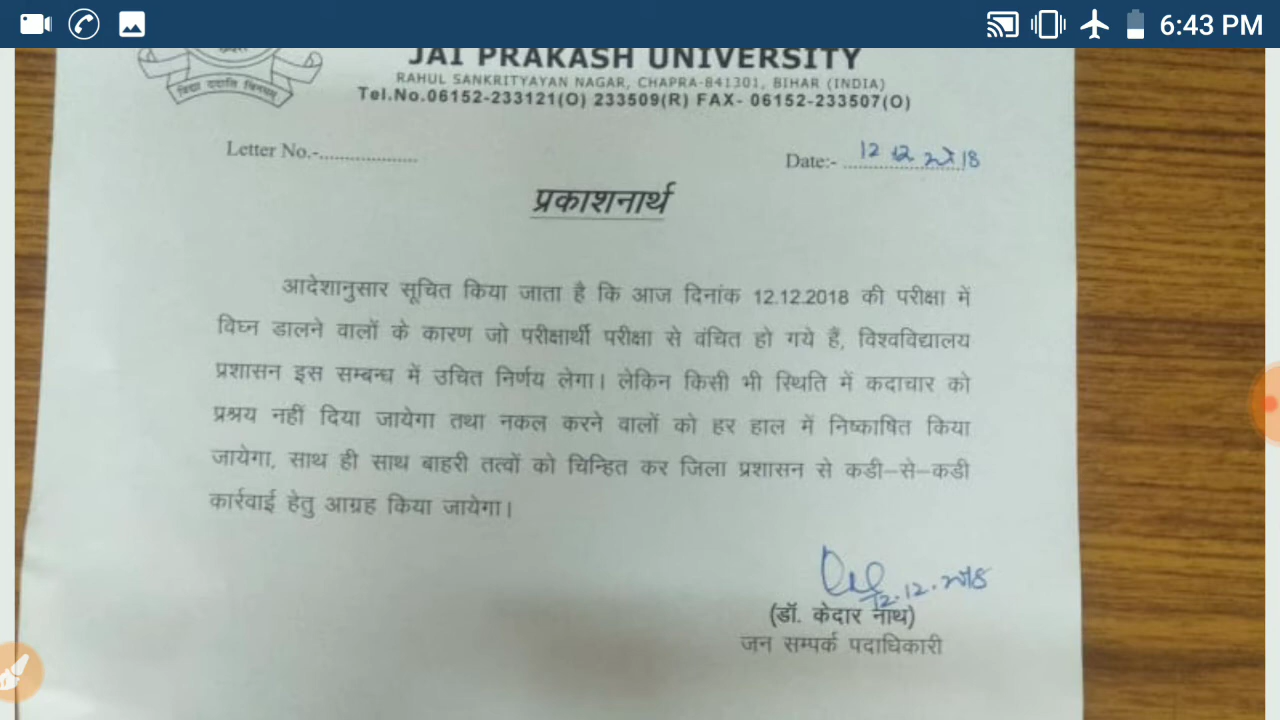 6:43 PM
JAI PRAKASH UNIVERSITY
RAHUL SANKRITYAYAN NAGAR, CHAPRA-841301, BIHAR (INDIA)
विद्या ददाति विनयम्
Tel.No.06152-233121(O) 233509(R) FAX- 06152-233507(O)
Letter No.-..................
Date:- 12 12 2018
प्रकाशनार्थ
आदेशानुसार सूचित किया जाता है कि आज दिनांक 12.12.2018 की परीक्षा में
विघ्न डालने वालों के कारण जो परीक्षार्थी परीक्षा से वंचित हो गये हैं, विश्वविद्यालय
प्रशासन इस सम्बन्ध में उचित निर्णय लेगा। लेकिन किसी भी स्थिति में कदाचार को
प्रश्रय नहीं दिया जायेगा तथा नकल करने वालों को हर हाल में निष्काषित किया
जायेगा, साथ ही साथ बाहरी तत्वों को चिन्हित कर जिला प्रशासन से कडी–से–कडी
कार्रवाई हेतु आग्रह किया जायेगा।
12.12.2018
(डॉ. केदार नाथ)
जन सम्पर्क पदाधिकारी